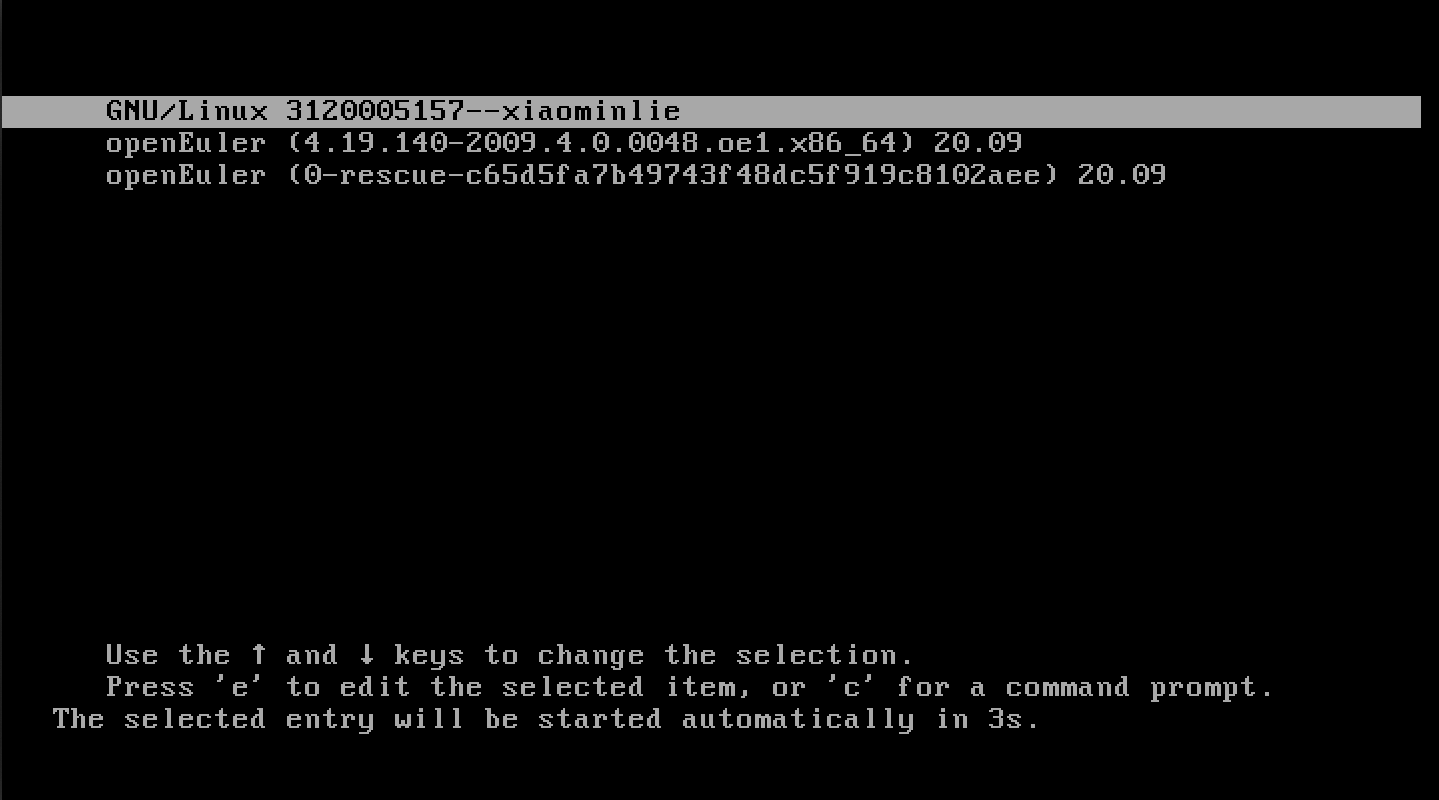 GNU/Linux 3120005157--xiaominlie
openEuler (4.19.140-2009.4.0.0048.oe1.x86_64) 20.09
openEuler (0-rescue-c65d5fa7b49743f48dc5f919c8102aee) 20.09
Use the ↑ and ↓ keys to change the selection.
Press 'e' to edit the selected item, or 'c' for a command prompt.
The selected entry will be started automatically in 3s.